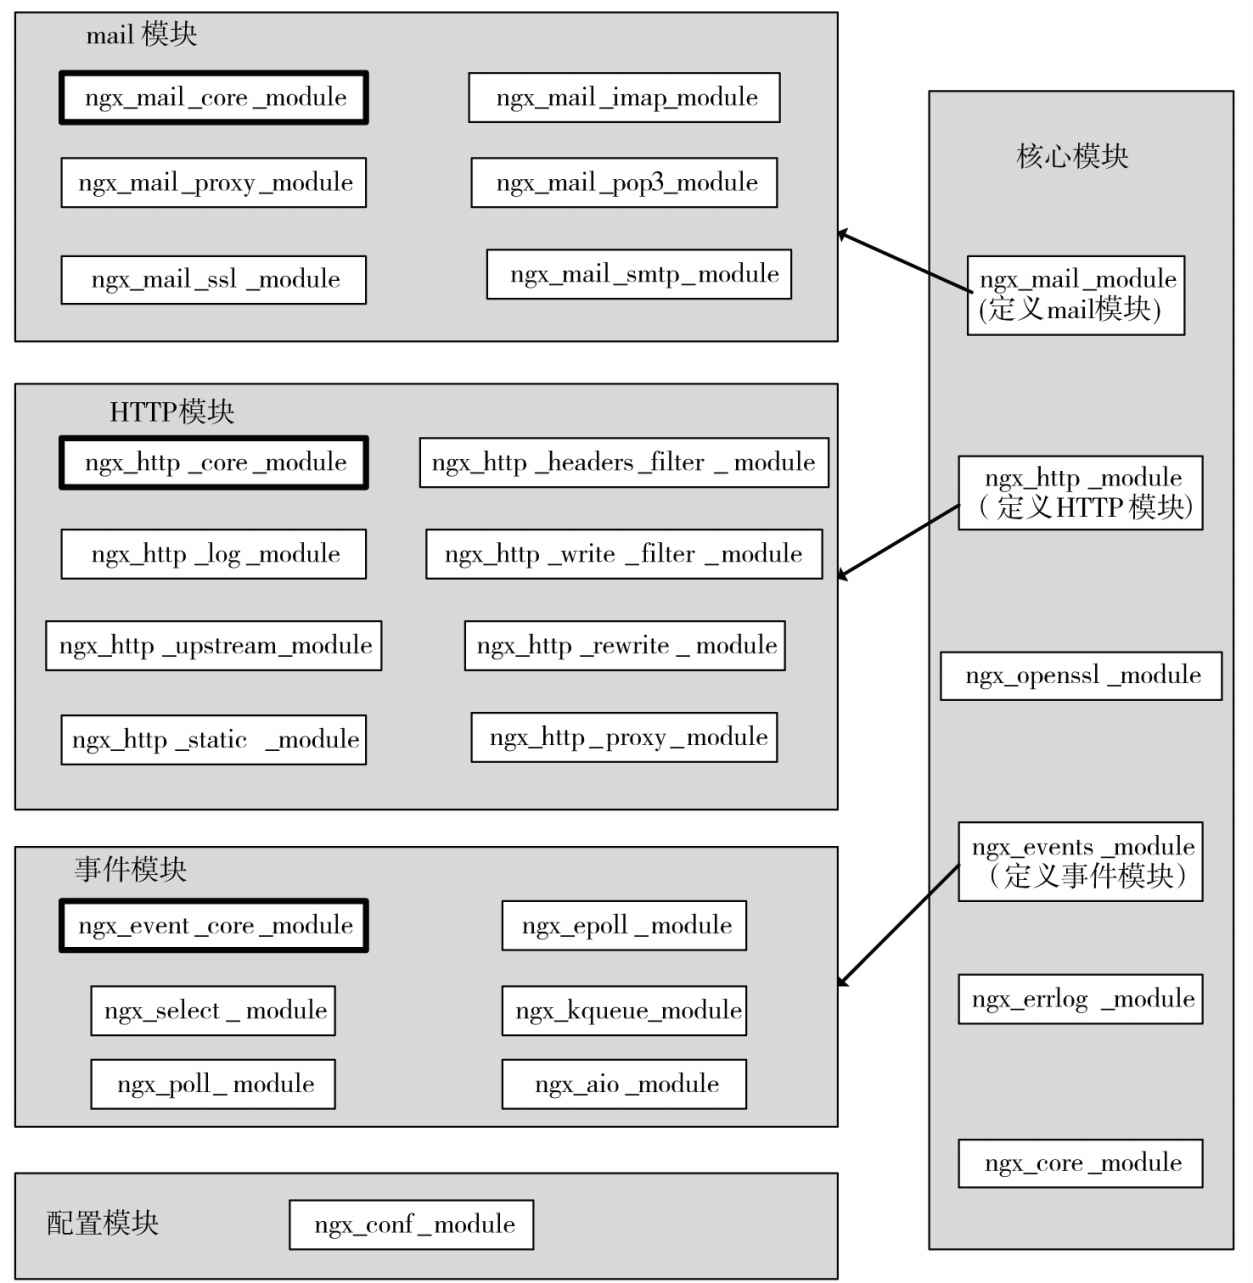 mail 模块
ngx_mail_core_module
ngx_mail_imap_module
ngx_mail_proxy_module
ngx_mail_pop3_module
ngx_mail_ssl_module
ngx_mail_smtp_module
HTTP模块
ngx_http_core_module
ngx_http_headers_filter_module
ngx_http_log_module
ngx_http_write_filter_module
ngx_http_upstream_module
ngx_http_rewrite_module
ngx_http_static_module
ngx_http_proxy_module
事件模块
ngx_event_core_module
ngx_epoll_module
ngx_select_module
ngx_kqueue_module
ngx_poll_module
ngx_aio_module
配置模块
ngx_conf_module
核心模块
ngx_mail_module
(定义mail模块)
ngx_http_module
（定义HTTP模块）
ngx_openssl_module
ngx_events_module
（定义事件模块）
ngx_errlog_module
ngx_core_module